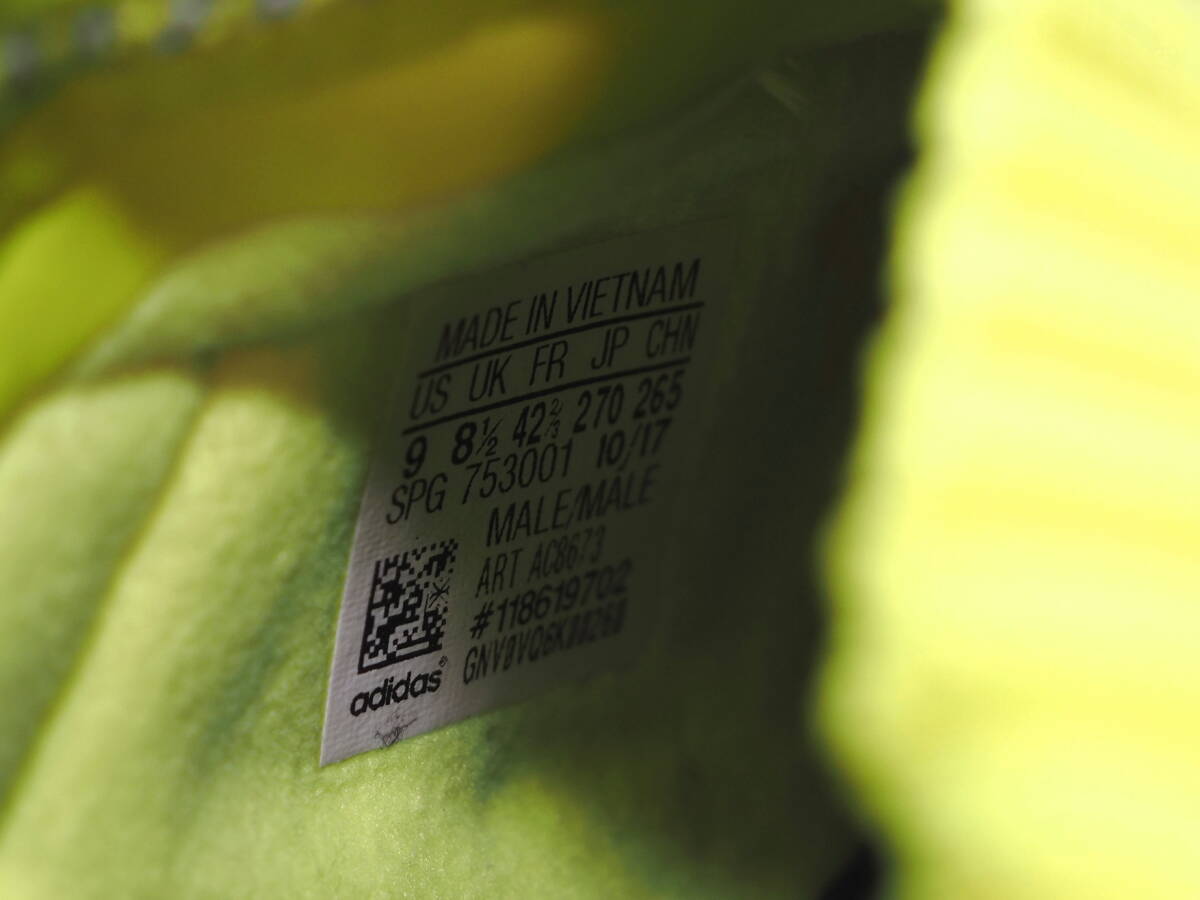 MADE IN VIETNAM
US UK FR JP CHN
9 8½ 42⅔ 270 265
SPG 753001 10/17
MALE/MALE
ART AC8673
#118619702
adidas®